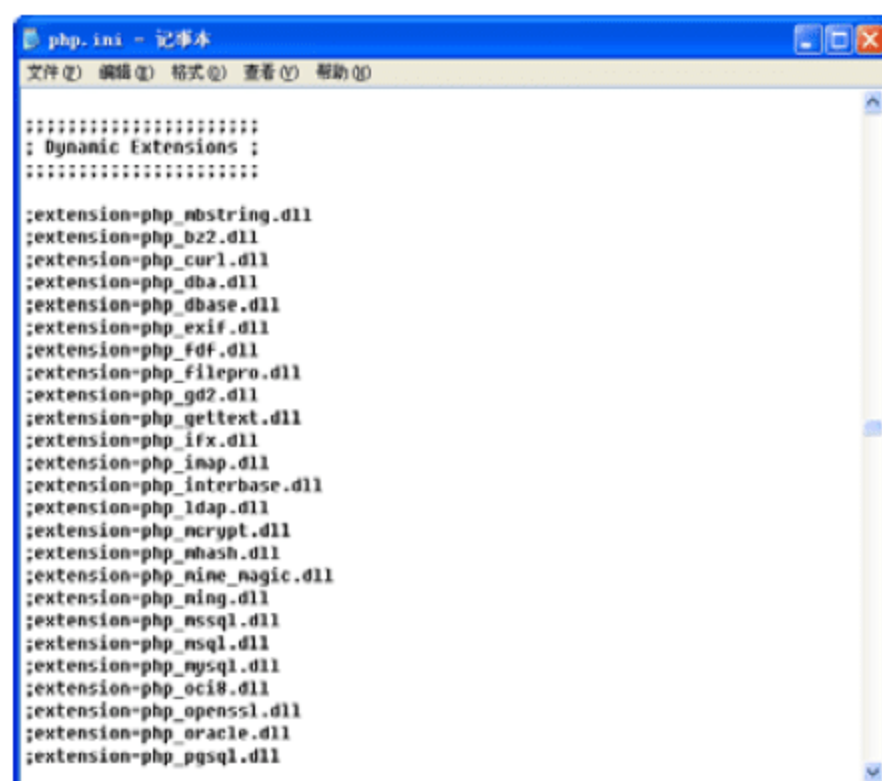 php.ini - 记事本
文件(F) 编辑(E) 格式(O) 查看(V) 帮助(H)
;;;;;;;;;;;;;;;;;;;;;;
; Dynamic Extensions ;
;;;;;;;;;;;;;;;;;;;;;;
;extension=php_mbstring.dll
;extension=php_bz2.dll
;extension=php_curl.dll
;extension=php_dba.dll
;extension=php_dbase.dll
;extension=php_exif.dll
;extension=php_fdf.dll
;extension=php_filepro.dll
;extension=php_gd2.dll
;extension=php_gettext.dll
;extension=php_ifx.dll
;extension=php_imap.dll
;extension=php_interbase.dll
;extension=php_ldap.dll
;extension=php_mcrypt.dll
;extension=php_mhash.dll
;extension=php_mime_magic.dll
;extension=php_ming.dll
;extension=php_mssql.dll
;extension=php_msql.dll
;extension=php_mysql.dll
;extension=php_oci8.dll
;extension=php_openssl.dll
;extension=php_oracle.dll
;extension=php_pgsql.dll